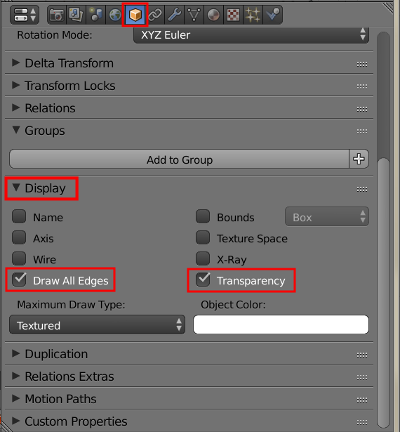 Rotation Mode: XYZ Euler
Delta Transform
Transform Locks
Relations
Groups
Add to Group
Display
Name Bounds Box
Axis Texture Space
Wire X-Ray
Draw All Edges Transparency
Maximum Draw Type: Object Color:
Textured
Duplication
Relations Extras
Motion Paths
Custom Properties